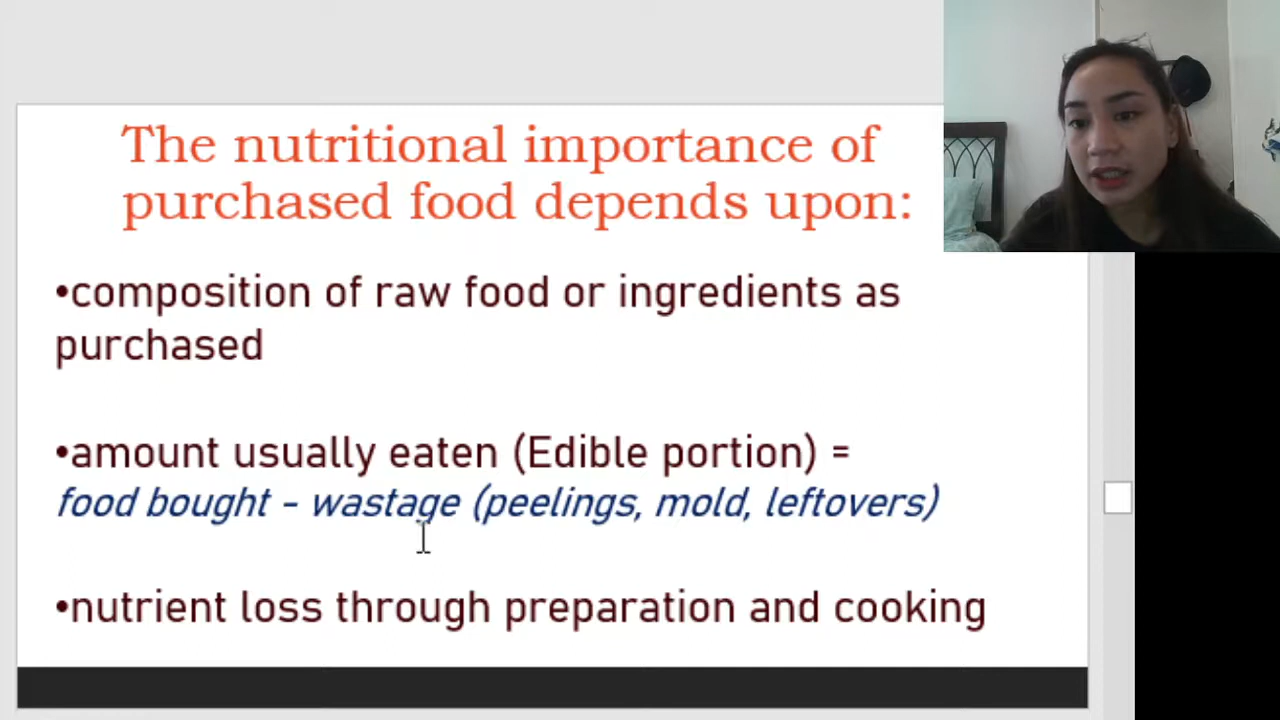 The nutritional importance of
purchased food depends upon:
•composition of raw food or ingredients as
purchased
•amount usually eaten (Edible portion) =
food bought - wastage (peelings, mold, leftovers)
•nutrient loss through preparation and cooking